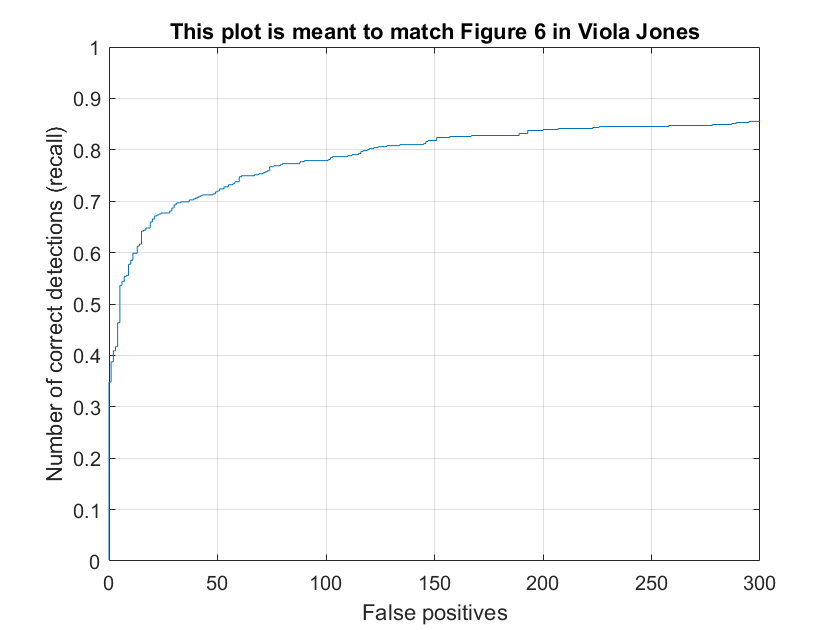 This plot is meant to match Figure 6 in Viola Jones
Number of correct detections (recall)
1
0.9
0.8
0.7
0.6
0.5
0.4
0.3
0.2
0.1
0
0 50 100 150 200 250 300
False positives